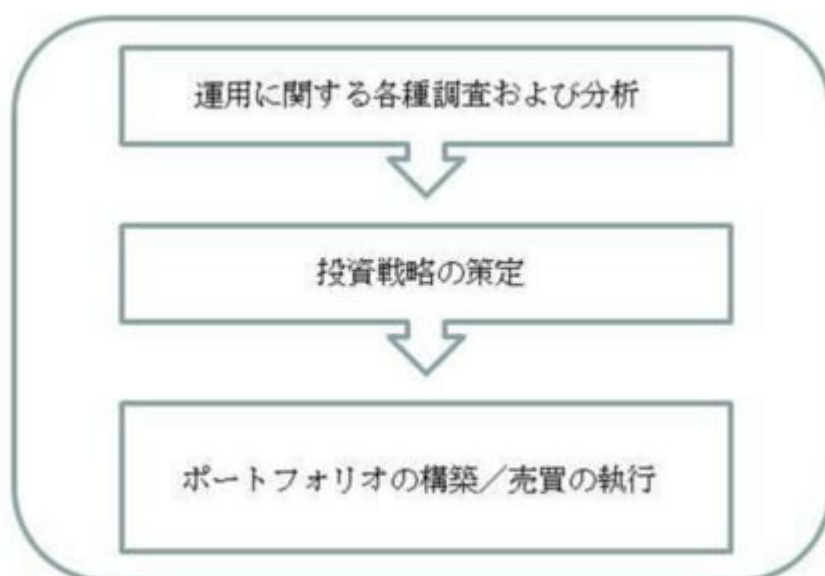 運用に関する各種調査および分析
投資戦略の策定
ポートフォリオの構築／売買の執行